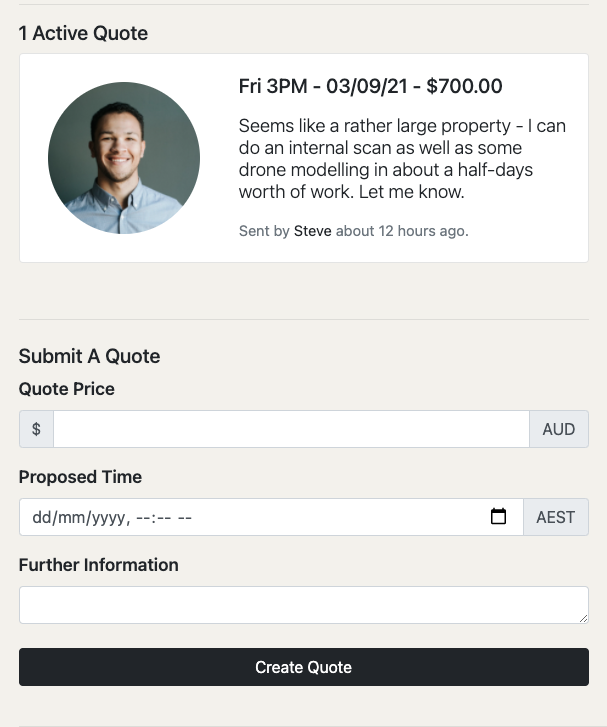 1 Active Quote
Fri 3PM - 03/09/21 - $700.00
Seems like a rather large property - I can
do an internal scan as well as some
drone modelling in about a half-days
worth of work. Let me know.
Sent by Steve about 12 hours ago.
Submit A Quote
Quote Price
$ AUD
Proposed Time
dd/mm/yyyy, --:-- -- AEST
Further Information
Create Quote